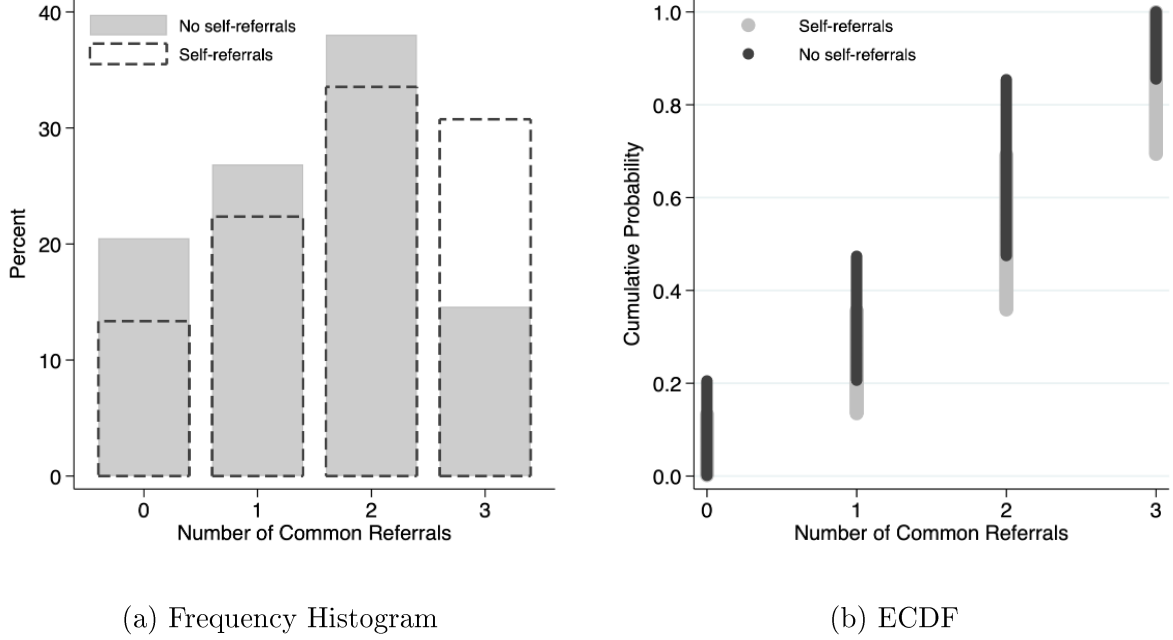 40
30
20
10
0
Percent
No self-referrals
Self-referrals
0 1 2 3
Number of Common Referrals
(a) Frequency Histogram
1.0
0.8
0.6
0.4
0.2
0.0
Cumulative Probability
Self-referrals
No self-referrals
0 1 2 3
Number of Common Referrals
(b) ECDF